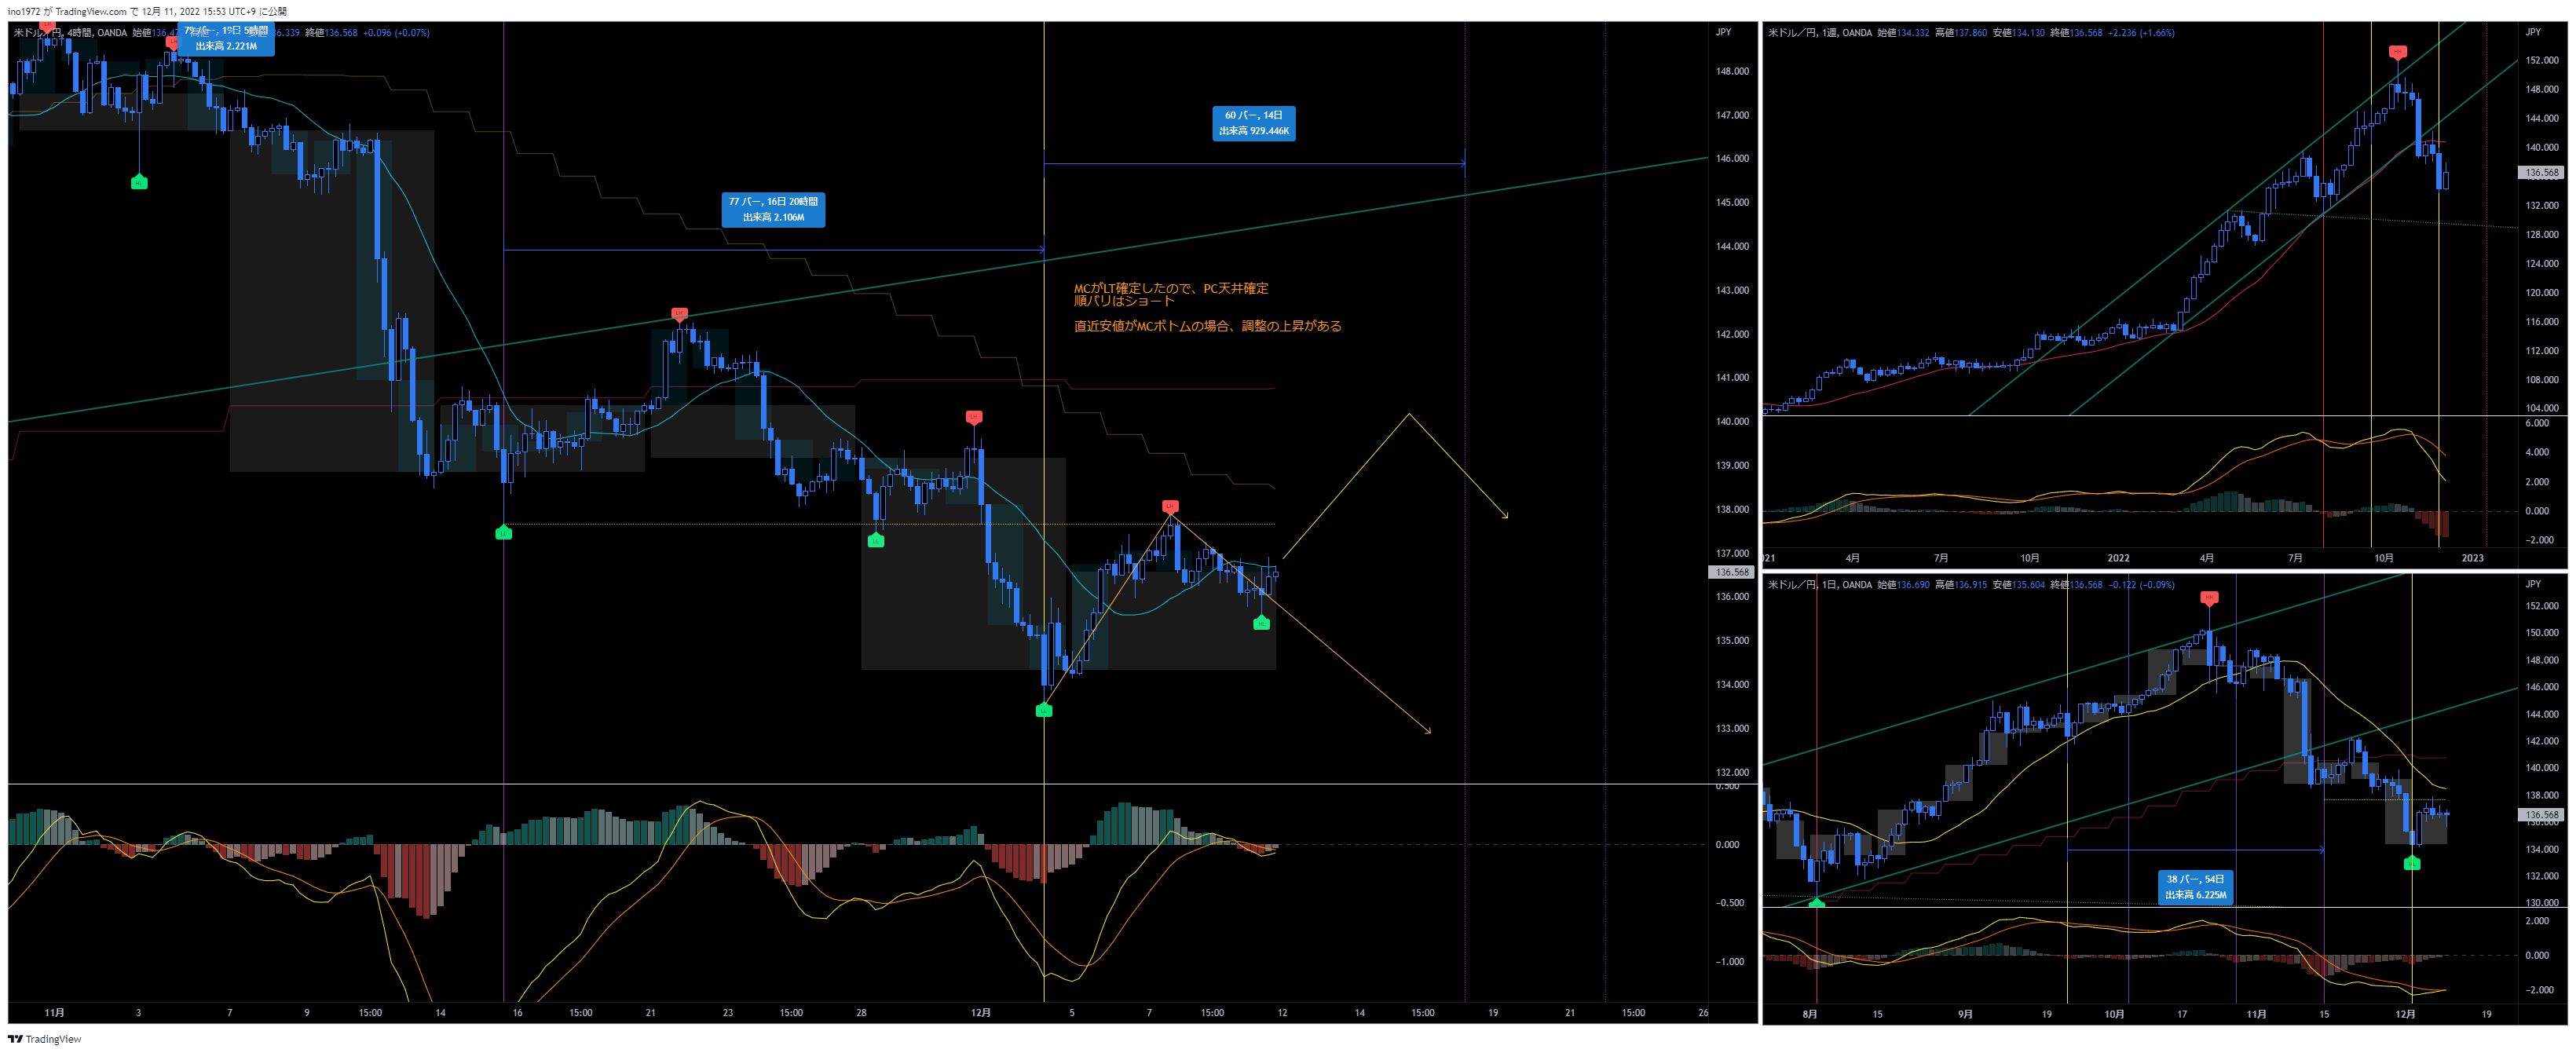 ino1972 が TradingView.com で 12月 11, 2022 15:53 UTC+9 に公開
米ドル／円, 4時間, OANDA 始値136.47
36.339 終値136.568 +0.096 (+0.07%)
79 バー, 19日 5時間
出来高 2.221M
77 バー, 16日 20時間
出来高 2.106M
60 バー, 14日
出来高 929.446K
MCがLT確定したので、PC天井確定
順バリはショート
直近安値がMCボトムの場合、調整の上昇がある
JPY
148.000
147.000
146.000
145.000
144.000
143.000
142.000
141.000
140.000
139.000
138.000
137.000
136.568
136.000
135.000
134.000
133.000
132.000
0.500
0.000
−0.500
−1.000
11月 3 7 9 15:00 14 16 15:00 21 23 15:00 28 12月 5 7 15:00 12 14 15:00 19 21 15:00 26
米ドル／円, 1週, OANDA 始値134.332 高値137.860 安値134.130 終値136.568 +2.236 (+1.66%)
JPY
152.000
148.000
144.000
140.000
136.568
132.000
128.000
124.000
120.000
116.000
112.000
108.000
104.000
6.000
4.000
2.000
0.000
−2.000
021 4月 7月 10月 2022 4月 7月 10月 2023
米ドル／円, 1日, OANDA 始値136.690 高値136.915 安値135.604 終値136.568 −0.122 (−0.09%)
JPY
152.000
150.000
148.000
146.000
144.000
142.000
140.000
138.000
136.568
136.000
134.000
132.000
130.000
38 バー, 54日
出来高 6.225M
2.000
0.000
−2.000
8月 15 9月 19 10月 17 11月 15 12月 19
TradingView